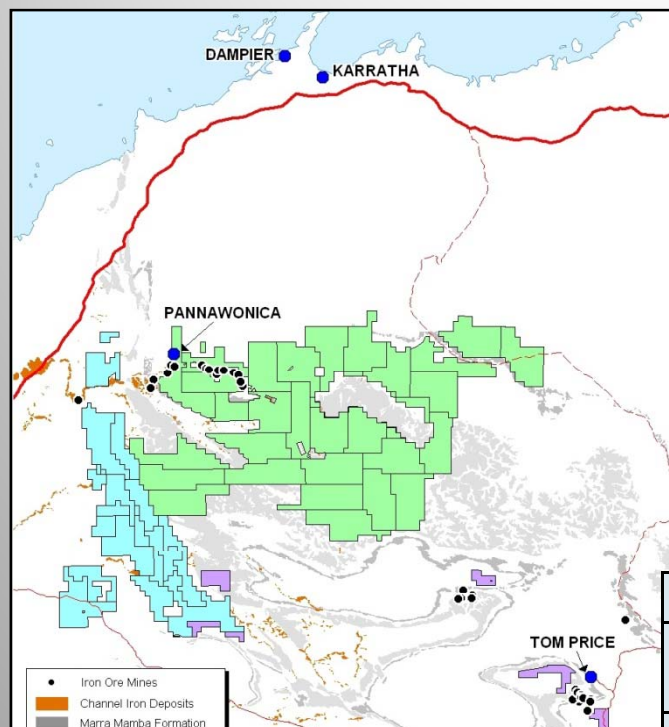 DAMPIER
KARRATHA
PANNAWONICA
TOM PRICE
Iron Ore Mines
Channel Iron Deposits
Marra Mamba Formation